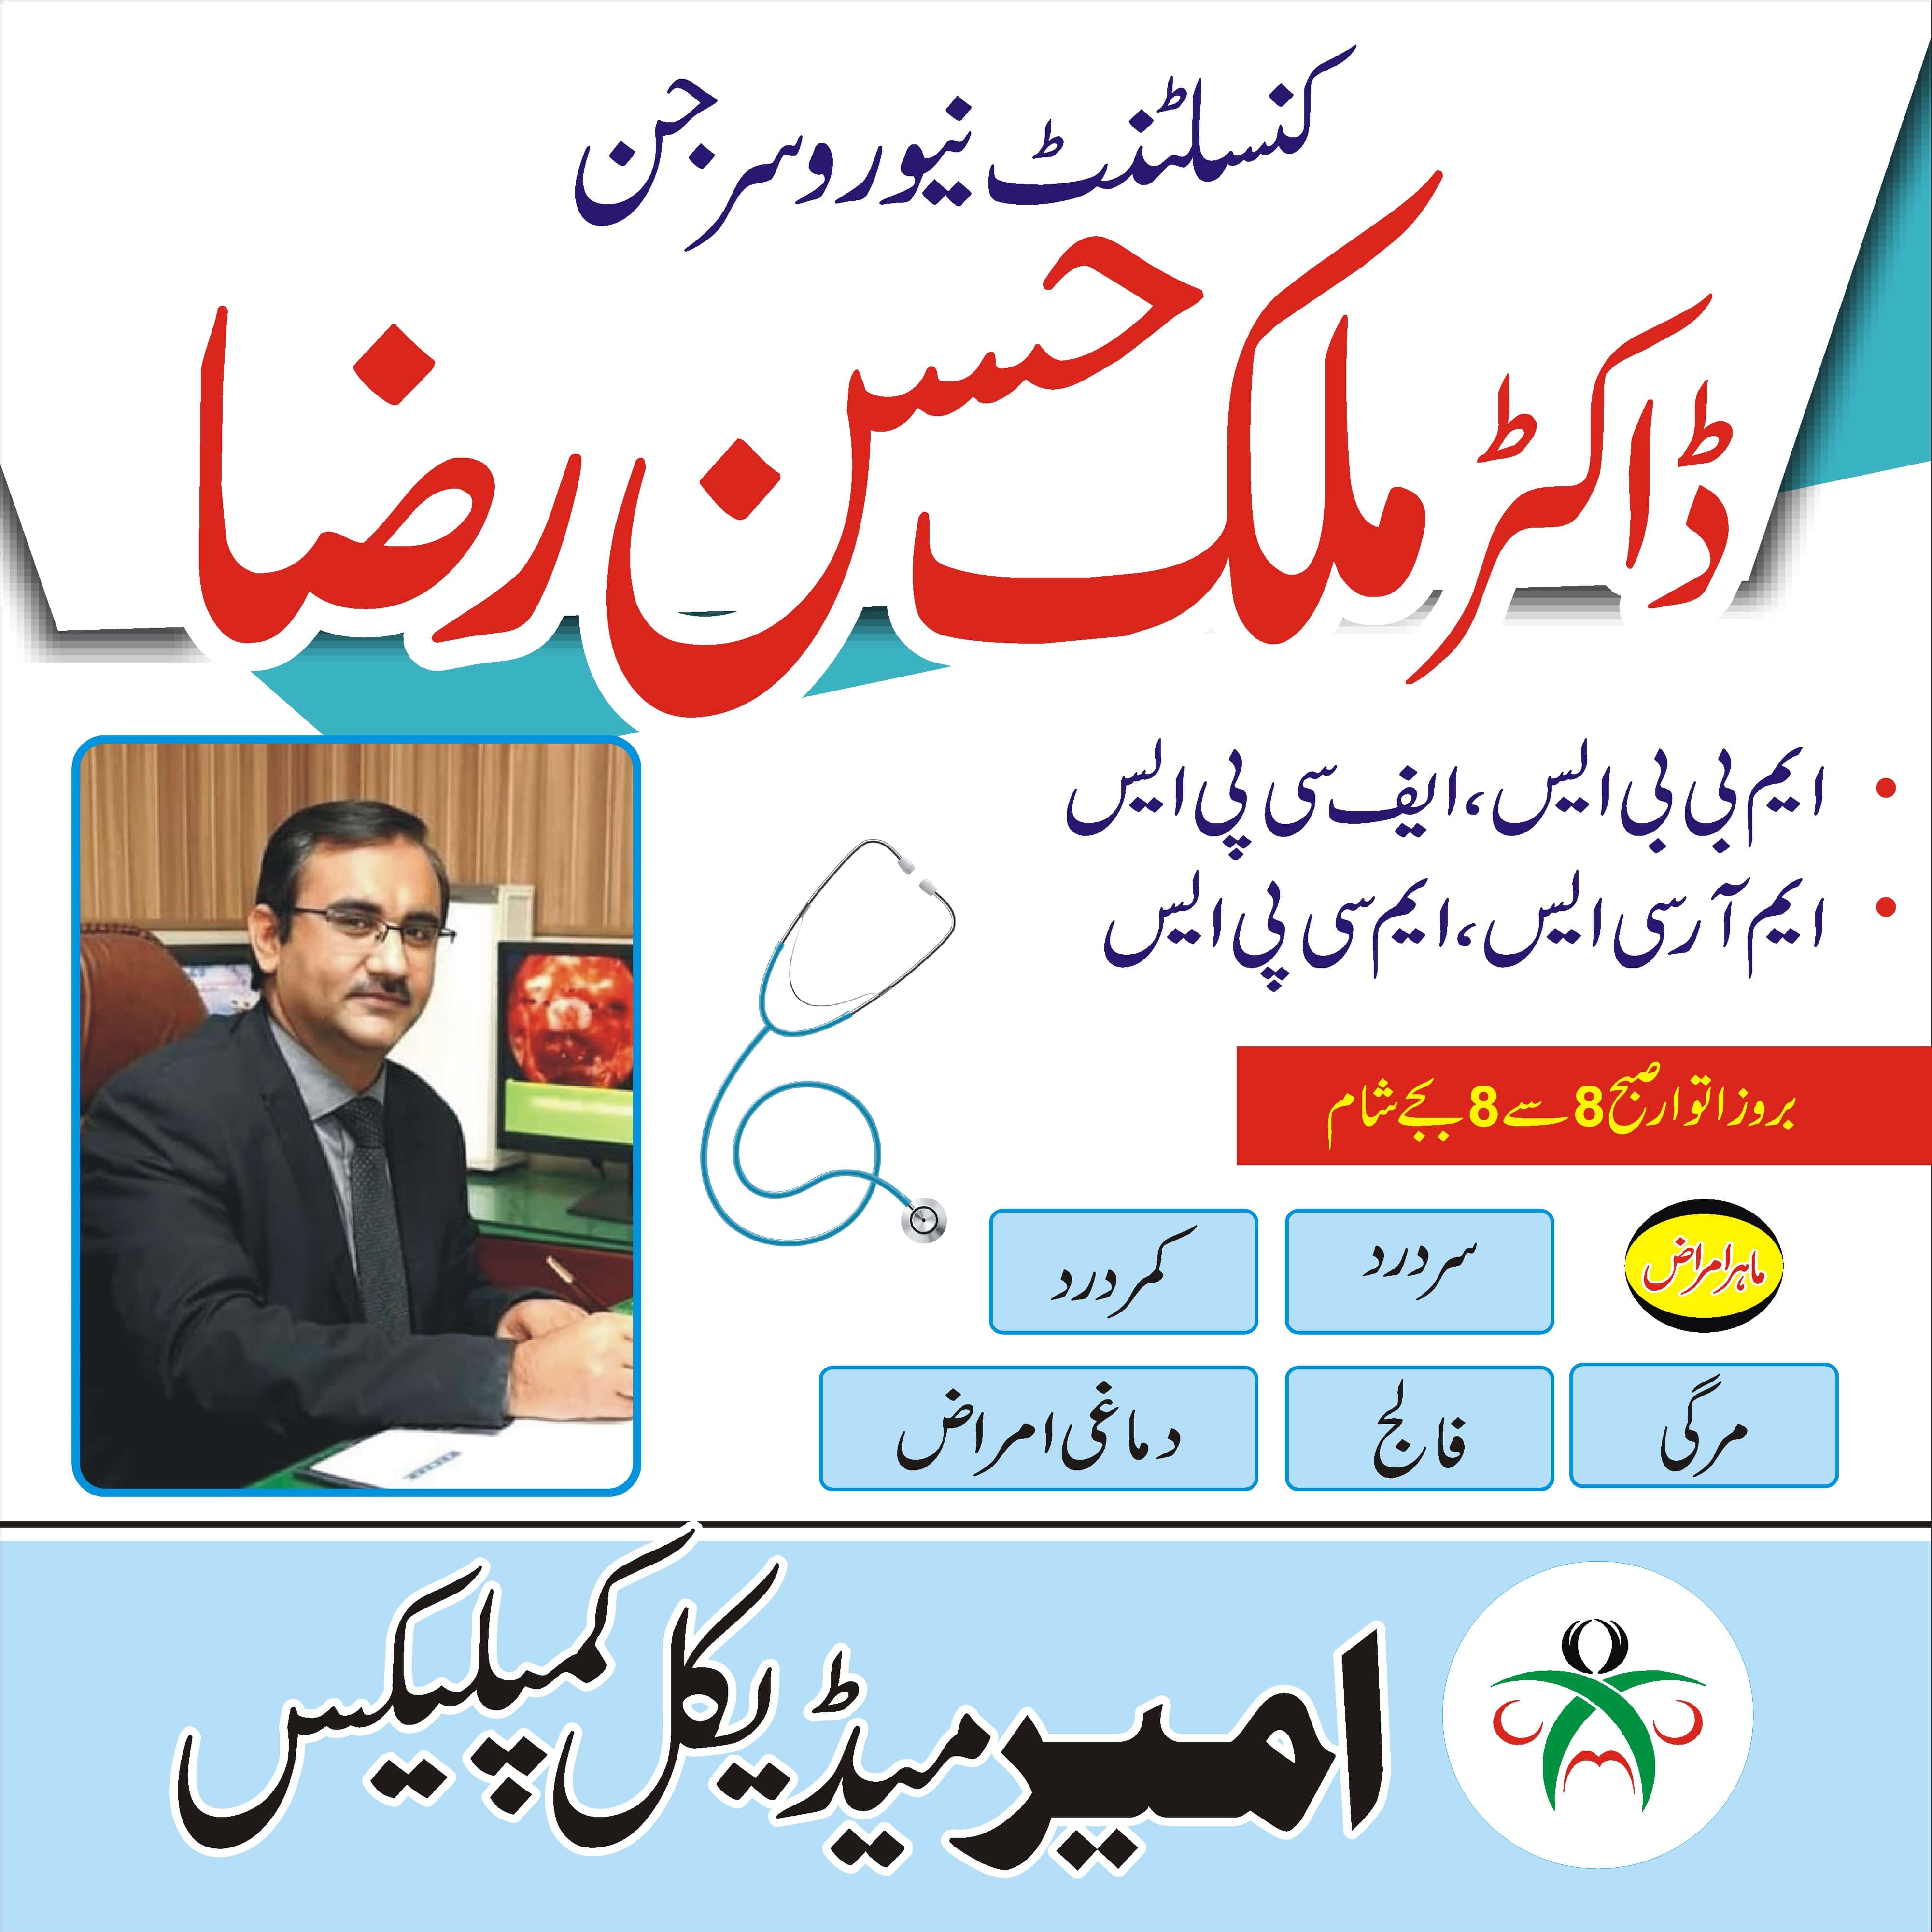 کنسلٹنٹ نیوروسرجن
ڈاکٹر ملک حسن رضا
ایم بی بی ایس، ایف سی پی ایس
ایم آر سی ایس، ایم سی پی ایس
بروز اتوار صبح 8 سے 8 بجے شام
ماہر امراض
سر درد
کمر درد
مرگی
فالج
دماغی امراض
امیر میڈیکل کمپلیکس